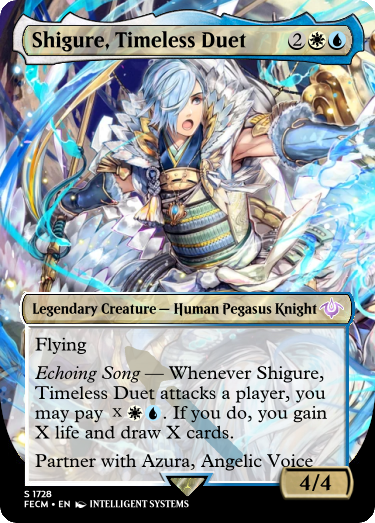 Shigure, Timeless Duet 2
Legendary Creature — Human Pegasus Knight
Flying
Echoing Song — Whenever Shigure,
Timeless Duet attacks a player, you
may pay X. If you do, you gain
X life and draw X cards.
Partner with Azura, Angelic Voice
4/4
S 1728
FECM • EN INTELLIGENT SYSTEMS